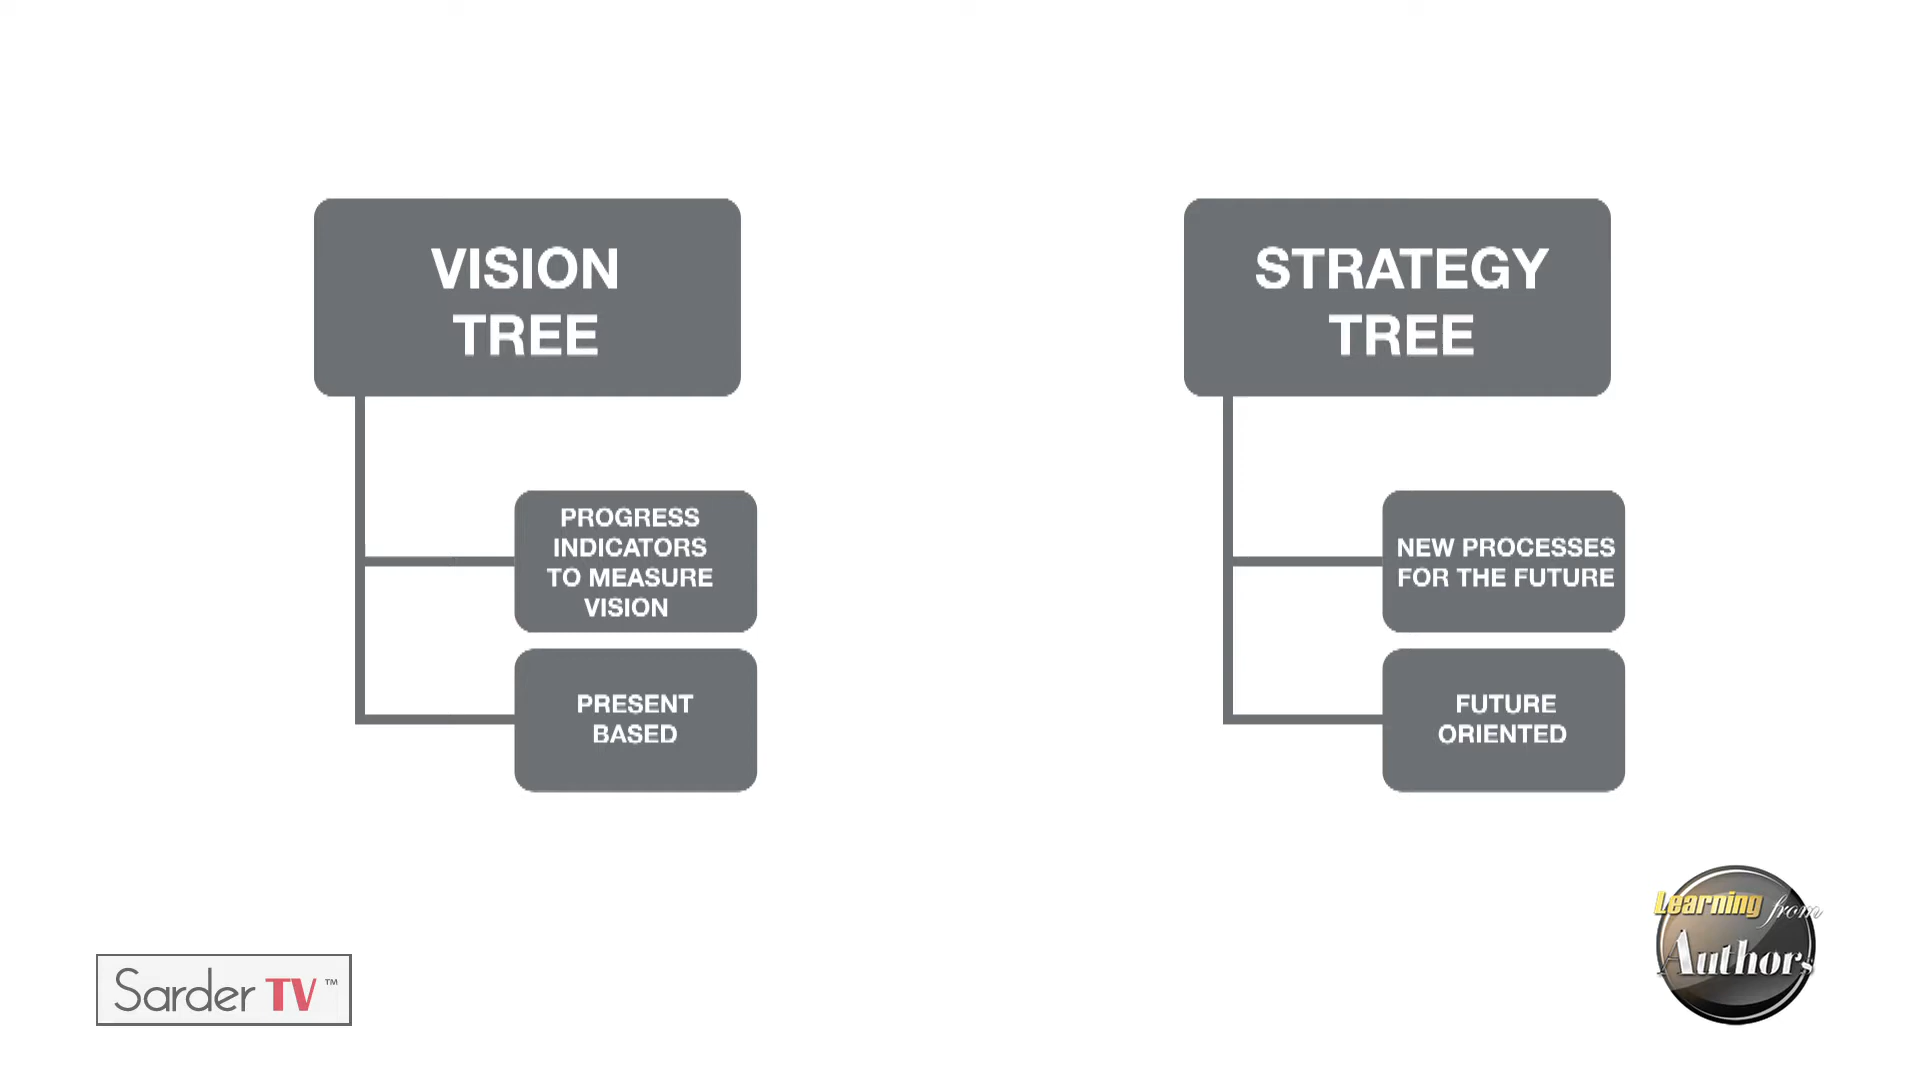 VISION
TREE
PROGRESS
INDICATORS
TO MEASURE
VISION
PRESENT
BASED
STRATEGY
TREE
NEW PROCESSES
FOR THE FUTURE
FUTURE
ORIENTED
Sarder TV™
Learning from
Authors